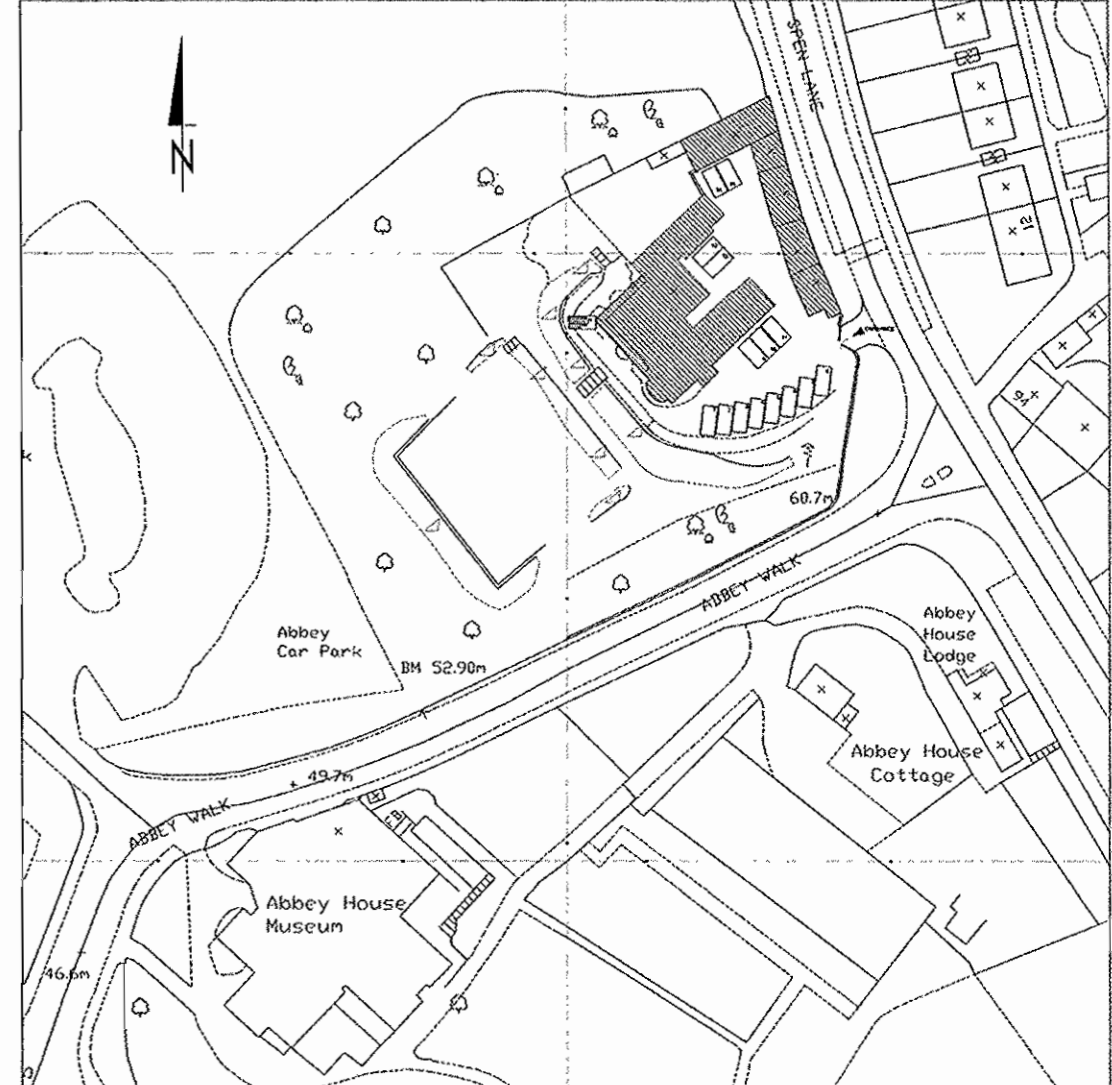 SPEN LANE
N
12
60.7m
ABBEY WALK
Abbey
House
Lodge
Abbey
Car Park
BM 52.90m
Abbey House
Cottage
49.7m
ABBEY WALK
Abbey House
Museum
46.6m